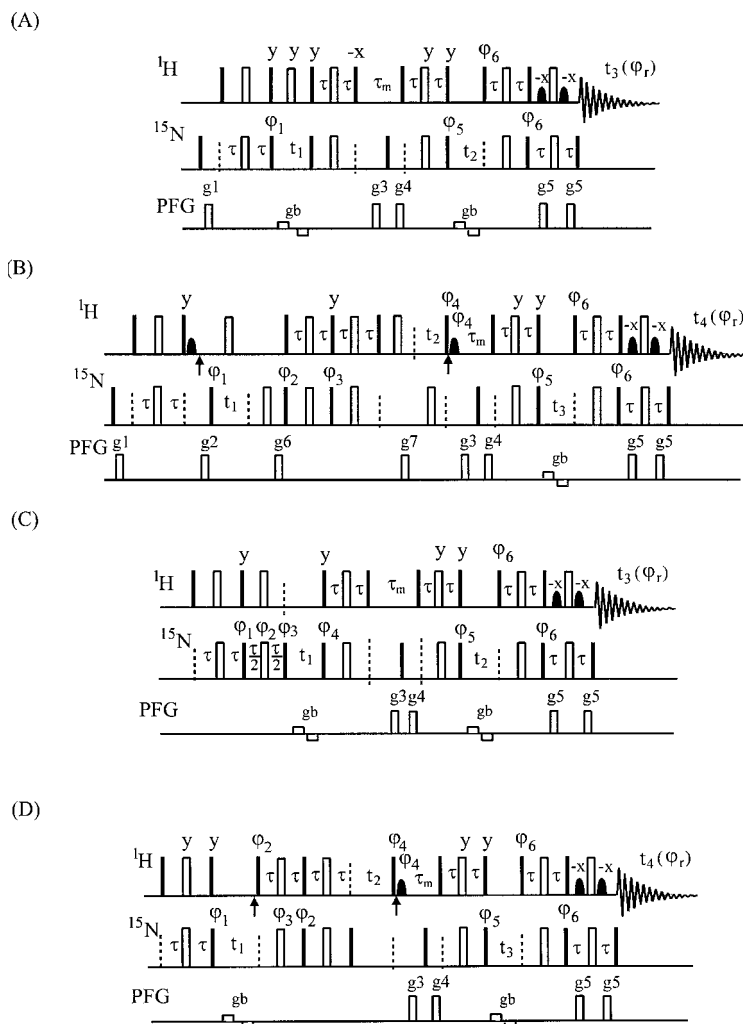 (A)
y y y -x y y φ6 -x -x t3 (φr)
1H τ τ τm τ τ τ τ
15N φ1 φ5 φ6
τ τ t1 t2 τ τ
g1 g3 g4 g5 g5
PFG gb gb
(B)
y y φ4 φ4 y y φ6 -x -x t4 (φr)
1H τ τ τ τ t2 τm τ τ τ τ
15N φ1 φ2 φ3 φ5 φ6
τ τ t1 t3 τ τ
PFG g1 g2 g6 g7 g3 g4 gb g5 g5
(C)
y y y y φ6 -x -x t3 (φr)
1H τ τ τm τ τ τ τ
15N φ1 φ2 φ3 φ4 φ5 φ6
τ τ τ/2 τ/2 t1 t2 τ τ
PFG gb g3 g4 gb g5 g5
(D)
y y φ2 φ4 φ4 y y φ6 -x -x t4 (φr)
1H τ τ τ τ t2 τm τ τ τ τ
15N φ1 φ3 φ2 φ5 φ6
τ τ t1 t3 τ τ
PFG gb g3 g4 gb g5 g5